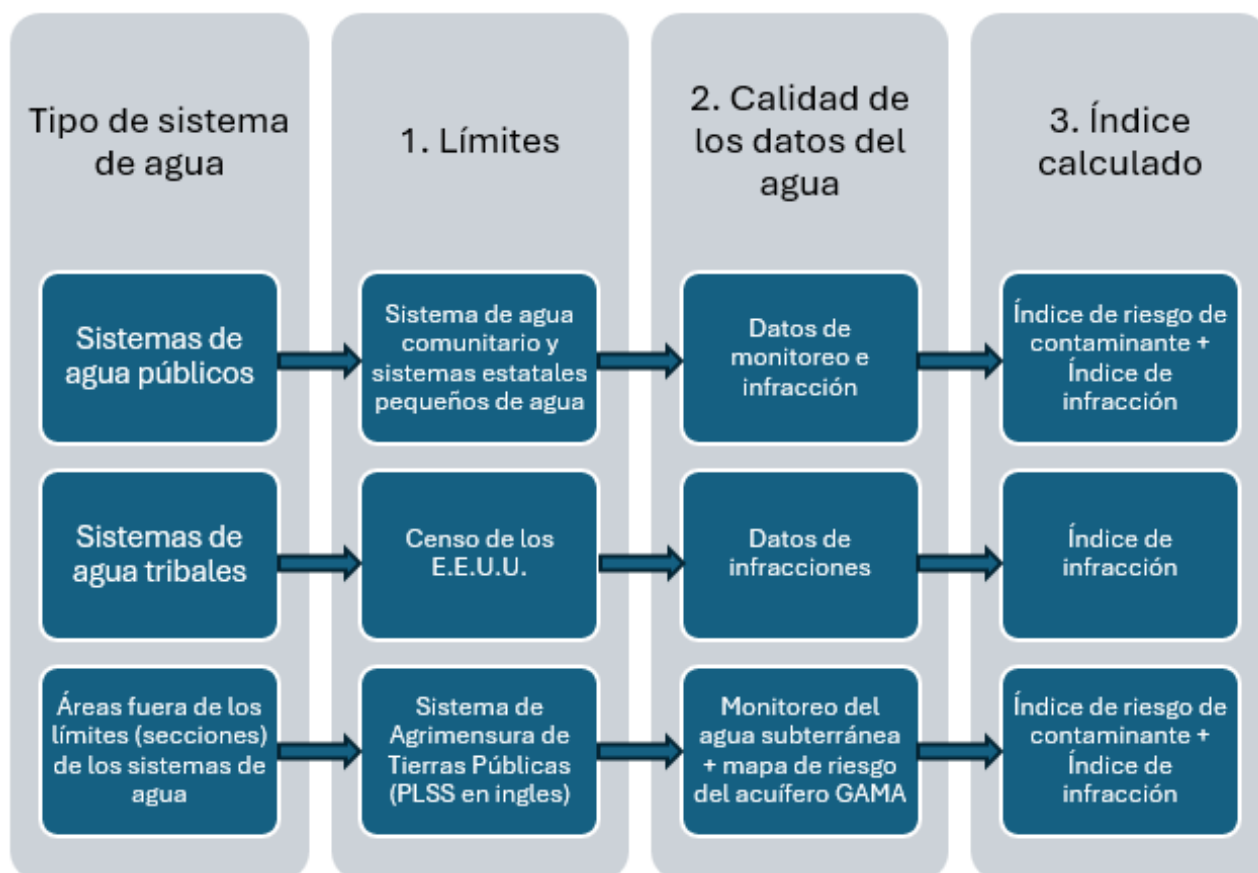 Tipo de sistema
de agua
1. Límites
2. Calidad de
los datos del
agua
3. Índice
calculado
Sistemas de
agua públicos
Sistema de agua
comunitario y
sistemas estatales
pequeños de agua
Datos de
monitoreo e
infracción
Índice de riesgo de
contaminante +
Índice de
infracción
Sistemas de
agua tribales
Censo de los
E.E.U.U.
Datos de
infracciones
Índice de
infracción
Áreas fuera de los
límites (secciones)
de los sistemas de
agua
Sistema de
Agrimensura de
Tierras Públicas
(PLSS en ingles)
Monitoreo del
agua subterránea
+ mapa de riesgo
del acuífero GAMA
Índice de riesgo de
contaminante +
Índice de
infracción